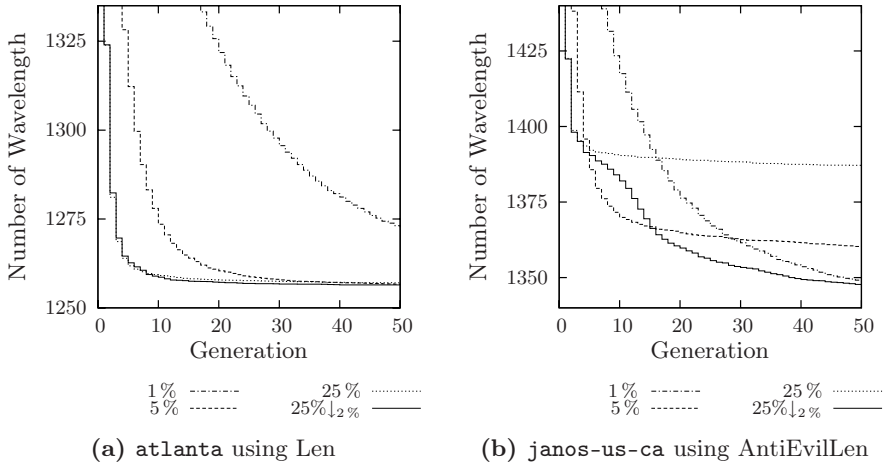 Number of Wavelength
1325
1300
1275
1250
0 10 20 30 40 50
Generation
1 %
5 %
25 %
25%↓2 %
(a) atlanta using Len
Number of Wavelength
1425
1400
1375
1350
0 10 20 30 40 50
Generation
1 %
5 %
25 %
25%↓2 %
(b) janos-us-ca using AntiEvilLen